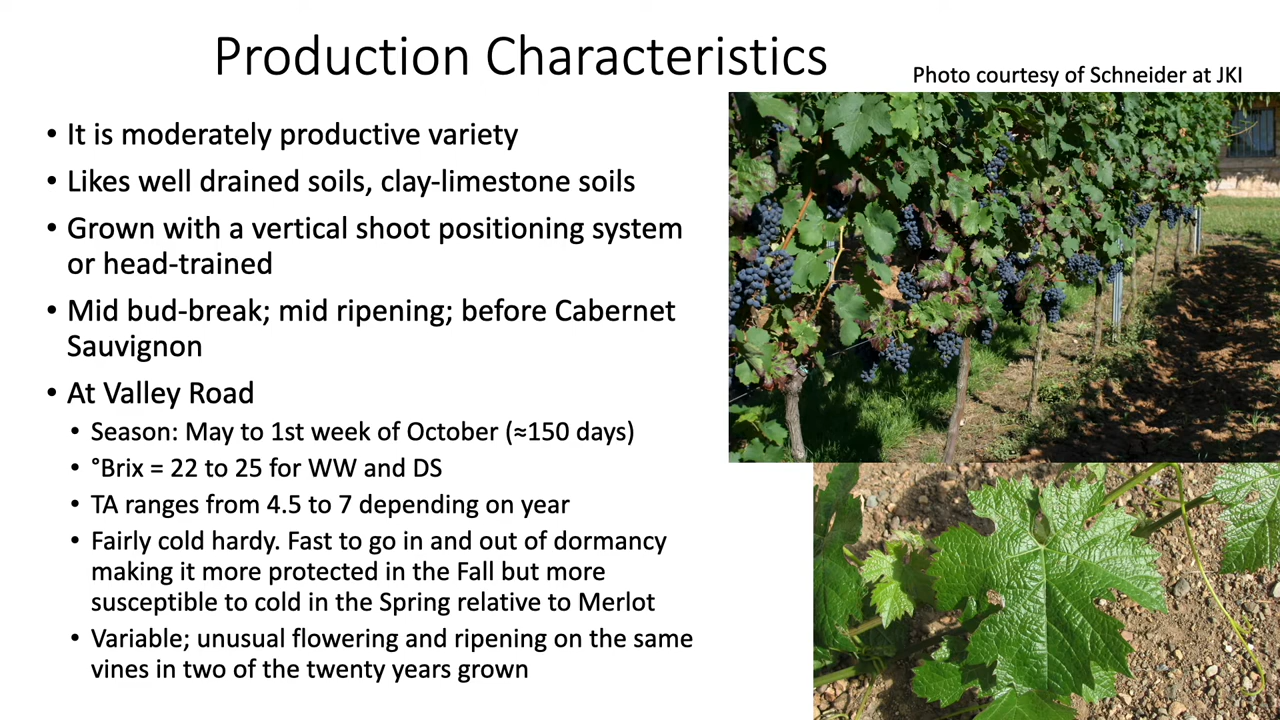 Production Characteristics
Photo courtesy of Schneider at JKI
• It is moderately productive variety
• Likes well drained soils, clay-limestone soils
• Grown with a vertical shoot positioning system
or head-trained
• Mid bud-break; mid ripening; before Cabernet
Sauvignon
• At Valley Road
• Season: May to 1st week of October (≈150 days)
• °Brix = 22 to 25 for WW and DS
• TA ranges from 4.5 to 7 depending on year
• Fairly cold hardy. Fast to go in and out of dormancy
making it more protected in the Fall but more
susceptible to cold in the Spring relative to Merlot
• Variable; unusual flowering and ripening on the same
vines in two of the twenty years grown